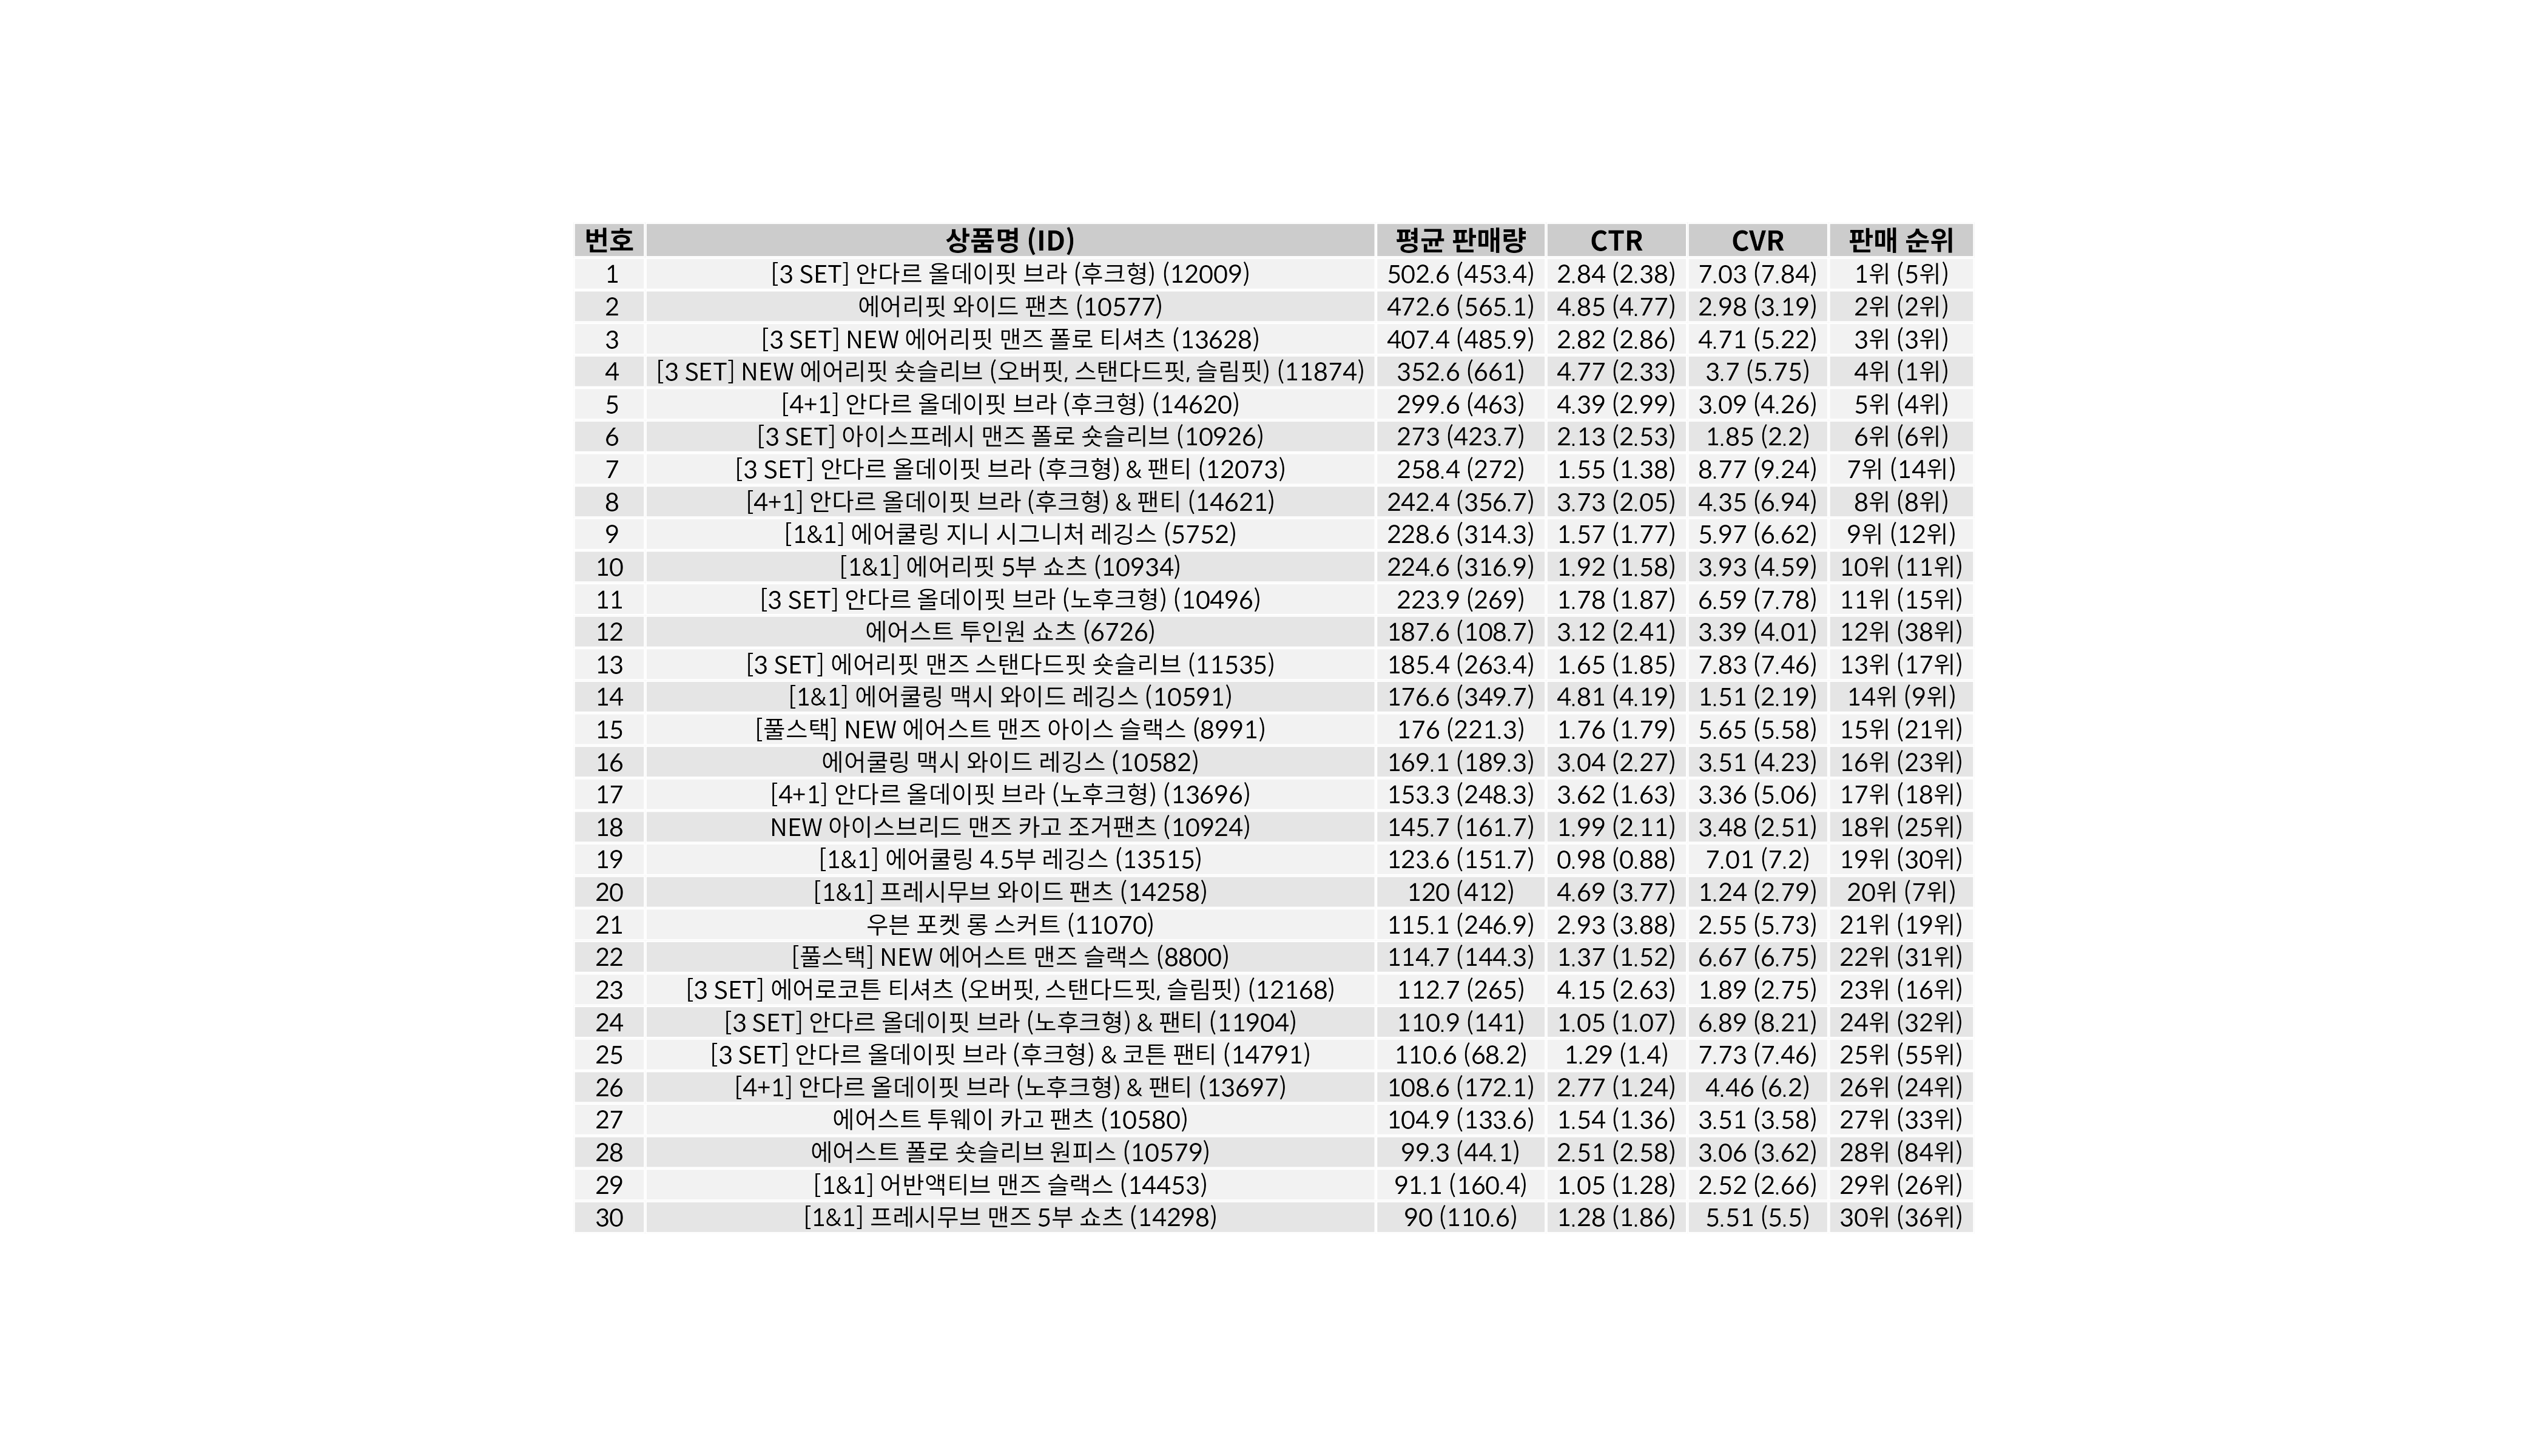 번호 상품명 (ID) 평균 판매량 CTR CVR 판매 순위
1 [3 SET] 안다르 올데이핏 브라 (후크형) (12009) 502.6 (453.4) 2.84 (2.38) 7.03 (7.84) 1위 (5위)
2 에어리핏 와이드 팬츠 (10577) 472.6 (565.1) 4.85 (4.77) 2.98 (3.19) 2위 (2위)
3 [3 SET] NEW 에어리핏 맨즈 폴로 티셔츠 (13628) 407.4 (485.9) 2.82 (2.86) 4.71 (5.22) 3위 (3위)
4 [3 SET] NEW 에어리핏 숏슬리브 (오버핏, 스탠다드핏, 슬림핏) (11874) 352.6 (661) 4.77 (2.33) 3.7 (5.75) 4위 (1위)
5 [4+1] 안다르 올데이핏 브라 (후크형) (14620) 299.6 (463) 4.39 (2.99) 3.09 (4.26) 5위 (4위)
6 [3 SET] 아이스프레시 맨즈 폴로 숏슬리브 (10926) 273 (423.7) 2.13 (2.53) 1.85 (2.2) 6위 (6위)
7 [3 SET] 안다르 올데이핏 브라 (후크형) & 팬티 (12073) 258.4 (272) 1.55 (1.38) 8.77 (9.24) 7위 (14위)
8 [4+1] 안다르 올데이핏 브라 (후크형) & 팬티 (14621) 242.4 (356.7) 3.73 (2.05) 4.35 (6.94) 8위 (8위)
9 [1&1] 에어쿨링 지니 시그니처 레깅스 (5752) 228.6 (314.3) 1.57 (1.77) 5.97 (6.62) 9위 (12위)
10 [1&1] 에어리핏 5부 쇼츠 (10934) 224.6 (316.9) 1.92 (1.58) 3.93 (4.59) 10위 (11위)
11 [3 SET] 안다르 올데이핏 브라 (노후크형) (10496) 223.9 (269) 1.78 (1.87) 6.59 (7.78) 11위 (15위)
12 에어스트 투인원 쇼츠 (6726) 187.6 (108.7) 3.12 (2.41) 3.39 (4.01) 12위 (38위)
13 [3 SET] 에어리핏 맨즈 스탠다드핏 숏슬리브 (11535) 185.4 (263.4) 1.65 (1.85) 7.83 (7.46) 13위 (17위)
14 [1&1] 에어쿨링 맥시 와이드 레깅스 (10591) 176.6 (349.7) 4.81 (4.19) 1.51 (2.19) 14위 (9위)
15 [풀스택] NEW 에어스트 맨즈 아이스 슬랙스 (8991) 176 (221.3) 1.76 (1.79) 5.65 (5.58) 15위 (21위)
16 에어쿨링 맥시 와이드 레깅스 (10582) 169.1 (189.3) 3.04 (2.27) 3.51 (4.23) 16위 (23위)
17 [4+1] 안다르 올데이핏 브라 (노후크형) (13696) 153.3 (248.3) 3.62 (1.63) 3.36 (5.06) 17위 (18위)
18 NEW 아이스브리드 맨즈 카고 조거팬츠 (10924) 145.7 (161.7) 1.99 (2.11) 3.48 (2.51) 18위 (25위)
19 [1&1] 에어쿨링 4.5부 레깅스 (13515) 123.6 (151.7) 0.98 (0.88) 7.01 (7.2) 19위 (30위)
20 [1&1] 프레시무브 와이드 팬츠 (14258) 120 (412) 4.69 (3.77) 1.24 (2.79) 20위 (7위)
21 우븐 포켓 롱 스커트 (11070) 115.1 (246.9) 2.93 (3.88) 2.55 (5.73) 21위 (19위)
22 [풀스택] NEW 에어스트 맨즈 슬랙스 (8800) 114.7 (144.3) 1.37 (1.52) 6.67 (6.75) 22위 (31위)
23 [3 SET] 에어로코튼 티셔츠 (오버핏, 스탠다드핏, 슬림핏) (12168) 112.7 (265) 4.15 (2.63) 1.89 (2.75) 23위 (16위)
24 [3 SET] 안다르 올데이핏 브라 (노후크형) & 팬티 (11904) 110.9 (141) 1.05 (1.07) 6.89 (8.21) 24위 (32위)
25 [3 SET] 안다르 올데이핏 브라 (후크형) & 코튼 팬티 (14791) 110.6 (68.2) 1.29 (1.4) 7.73 (7.46) 25위 (55위)
26 [4+1] 안다르 올데이핏 브라 (노후크형) & 팬티 (13697) 108.6 (172.1) 2.77 (1.24) 4.46 (6.2) 26위 (24위)
27 에어스트 투웨이 카고 팬츠 (10580) 104.9 (133.6) 1.54 (1.36) 3.51 (3.58) 27위 (33위)
28 에어스트 폴로 숏슬리브 원피스 (10579) 99.3 (44.1) 2.51 (2.58) 3.06 (3.62) 28위 (84위)
29 [1&1] 어반액티브 맨즈 슬랙스 (14453) 91.1 (160.4) 1.05 (1.28) 2.52 (2.66) 29위 (26위)
30 [1&1] 프레시무브 맨즈 5부 쇼츠 (14298) 90 (110.6) 1.28 (1.86) 5.51 (5.5) 30위 (36위)